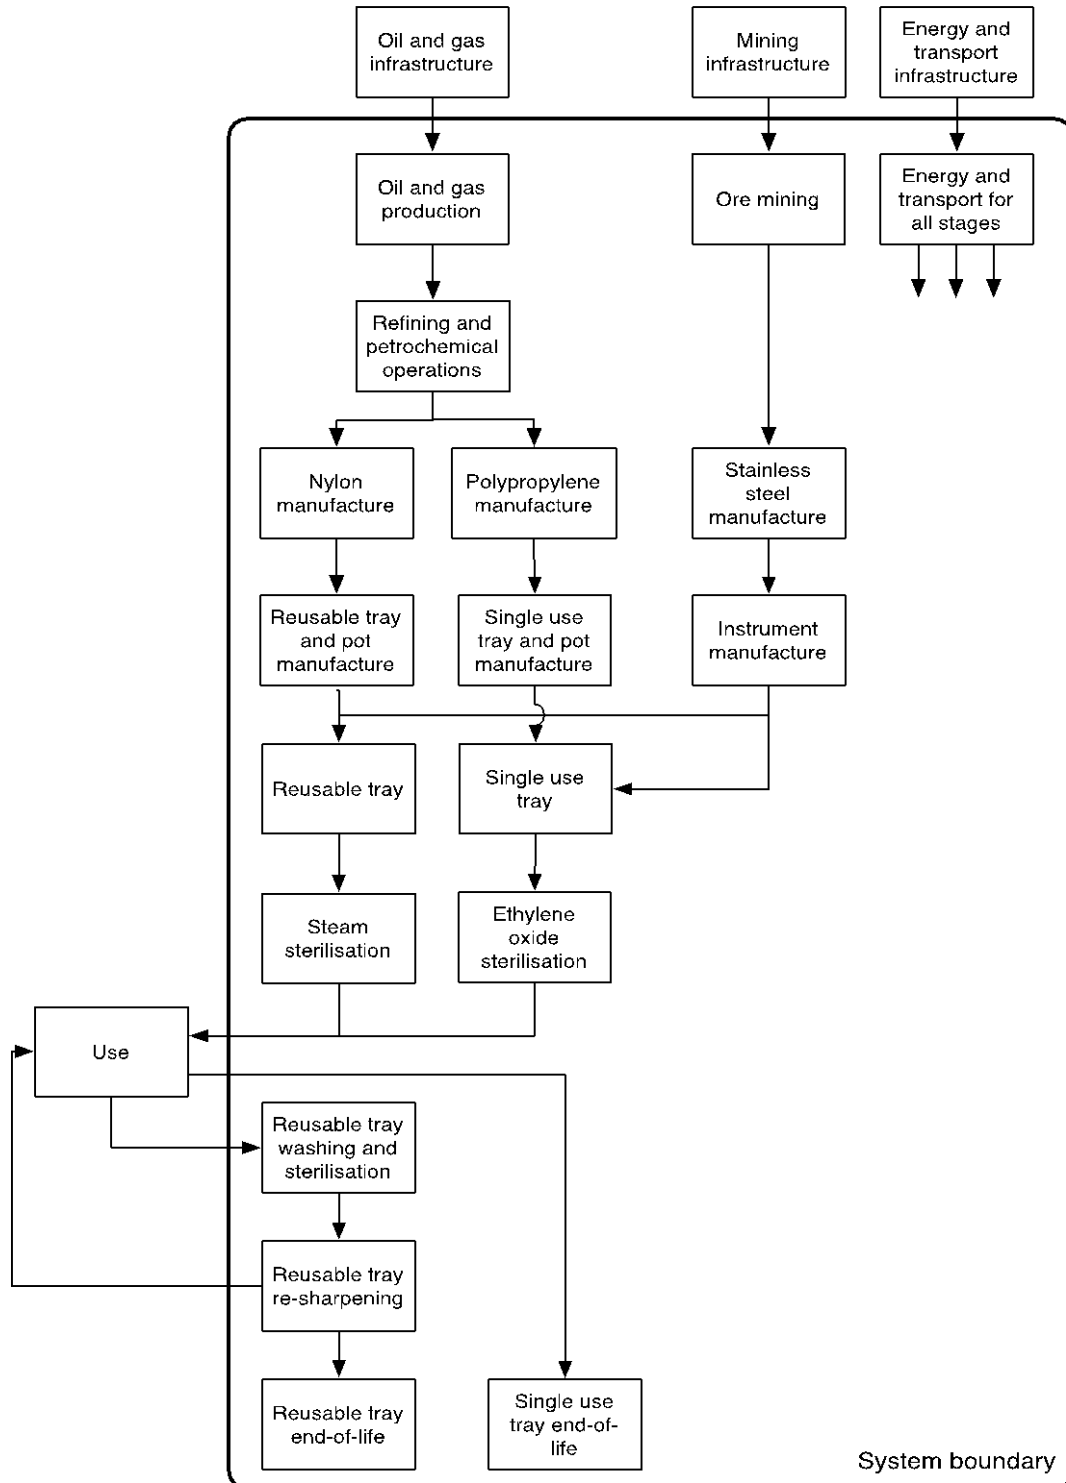 Oil and gas
infrastructure
Mining
infrastructure
Energy and
transport
infrastructure
Oil and gas
production
Ore mining
Energy and
transport for
all stages
Refining and
petrochemical
operations
Nylon
manufacture
Polypropylene
manufacture
Stainless
steel
manufacture
Reusable tray
and pot
manufacture
Single use
tray and pot
manufacture
Instrument
manufacture
Reusable tray
Single use
tray
Steam
sterilisation
Ethylene
oxide
sterilisation
Use
Reusable tray
washing and
sterilisation
Reusable tray
re-sharpening
Reusable tray
end-of-life
Single use
tray end-of-
life
System boundary